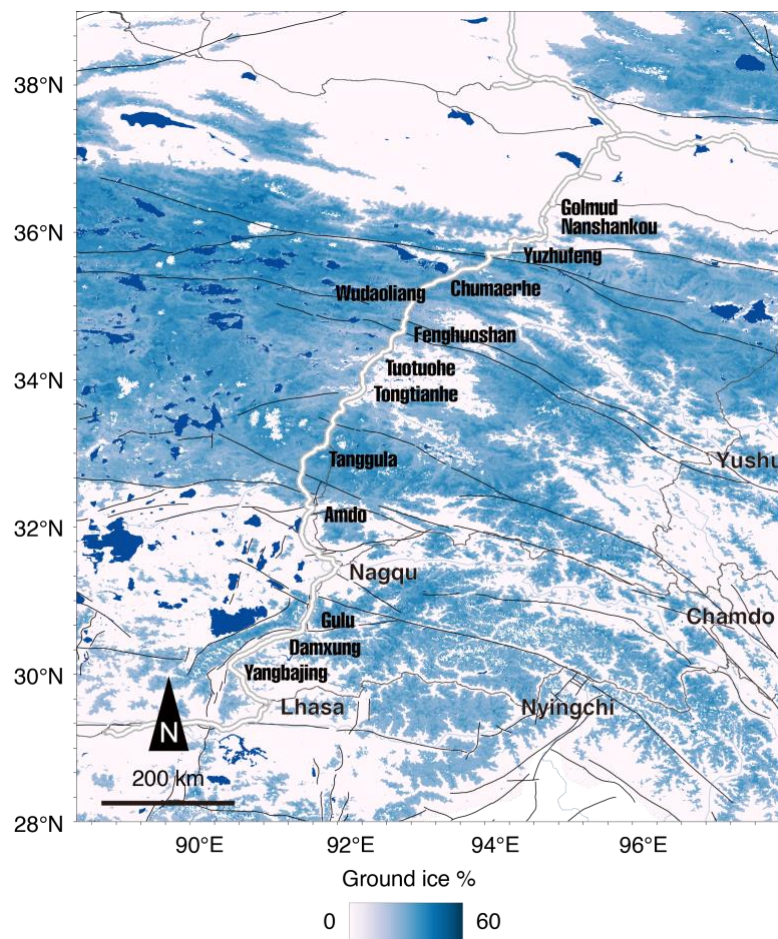 38°N
36°N
34°N
32°N
30°N
28°N
Golmud
Nanshankou
Yuzhufeng
Wudaoliang
Chumaerhe
Fenghuoshan
Tuotuohe
Tongtianhe
Tanggula
Yushu
Amdo
Nagqu
Chamdo
Gulu
Damxung
Yangbajing
Lhasa
Nyingchi
N
200 km
90°E
92°E
94°E
96°E
Ground ice %
0
60